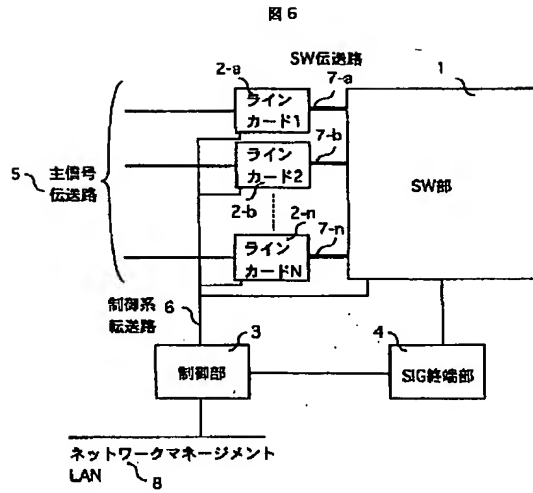 図6
SW伝送路
2-a
7-a
1
ライン
カード1
7-b
ライン
カード2
SW部
5
主信号
伝送路
2-b
2-n
7-n
ライン
カードN
制御系
転送路
6
3
4
制御部
SIG終端部
ネットワークマネージメント
LAN
8